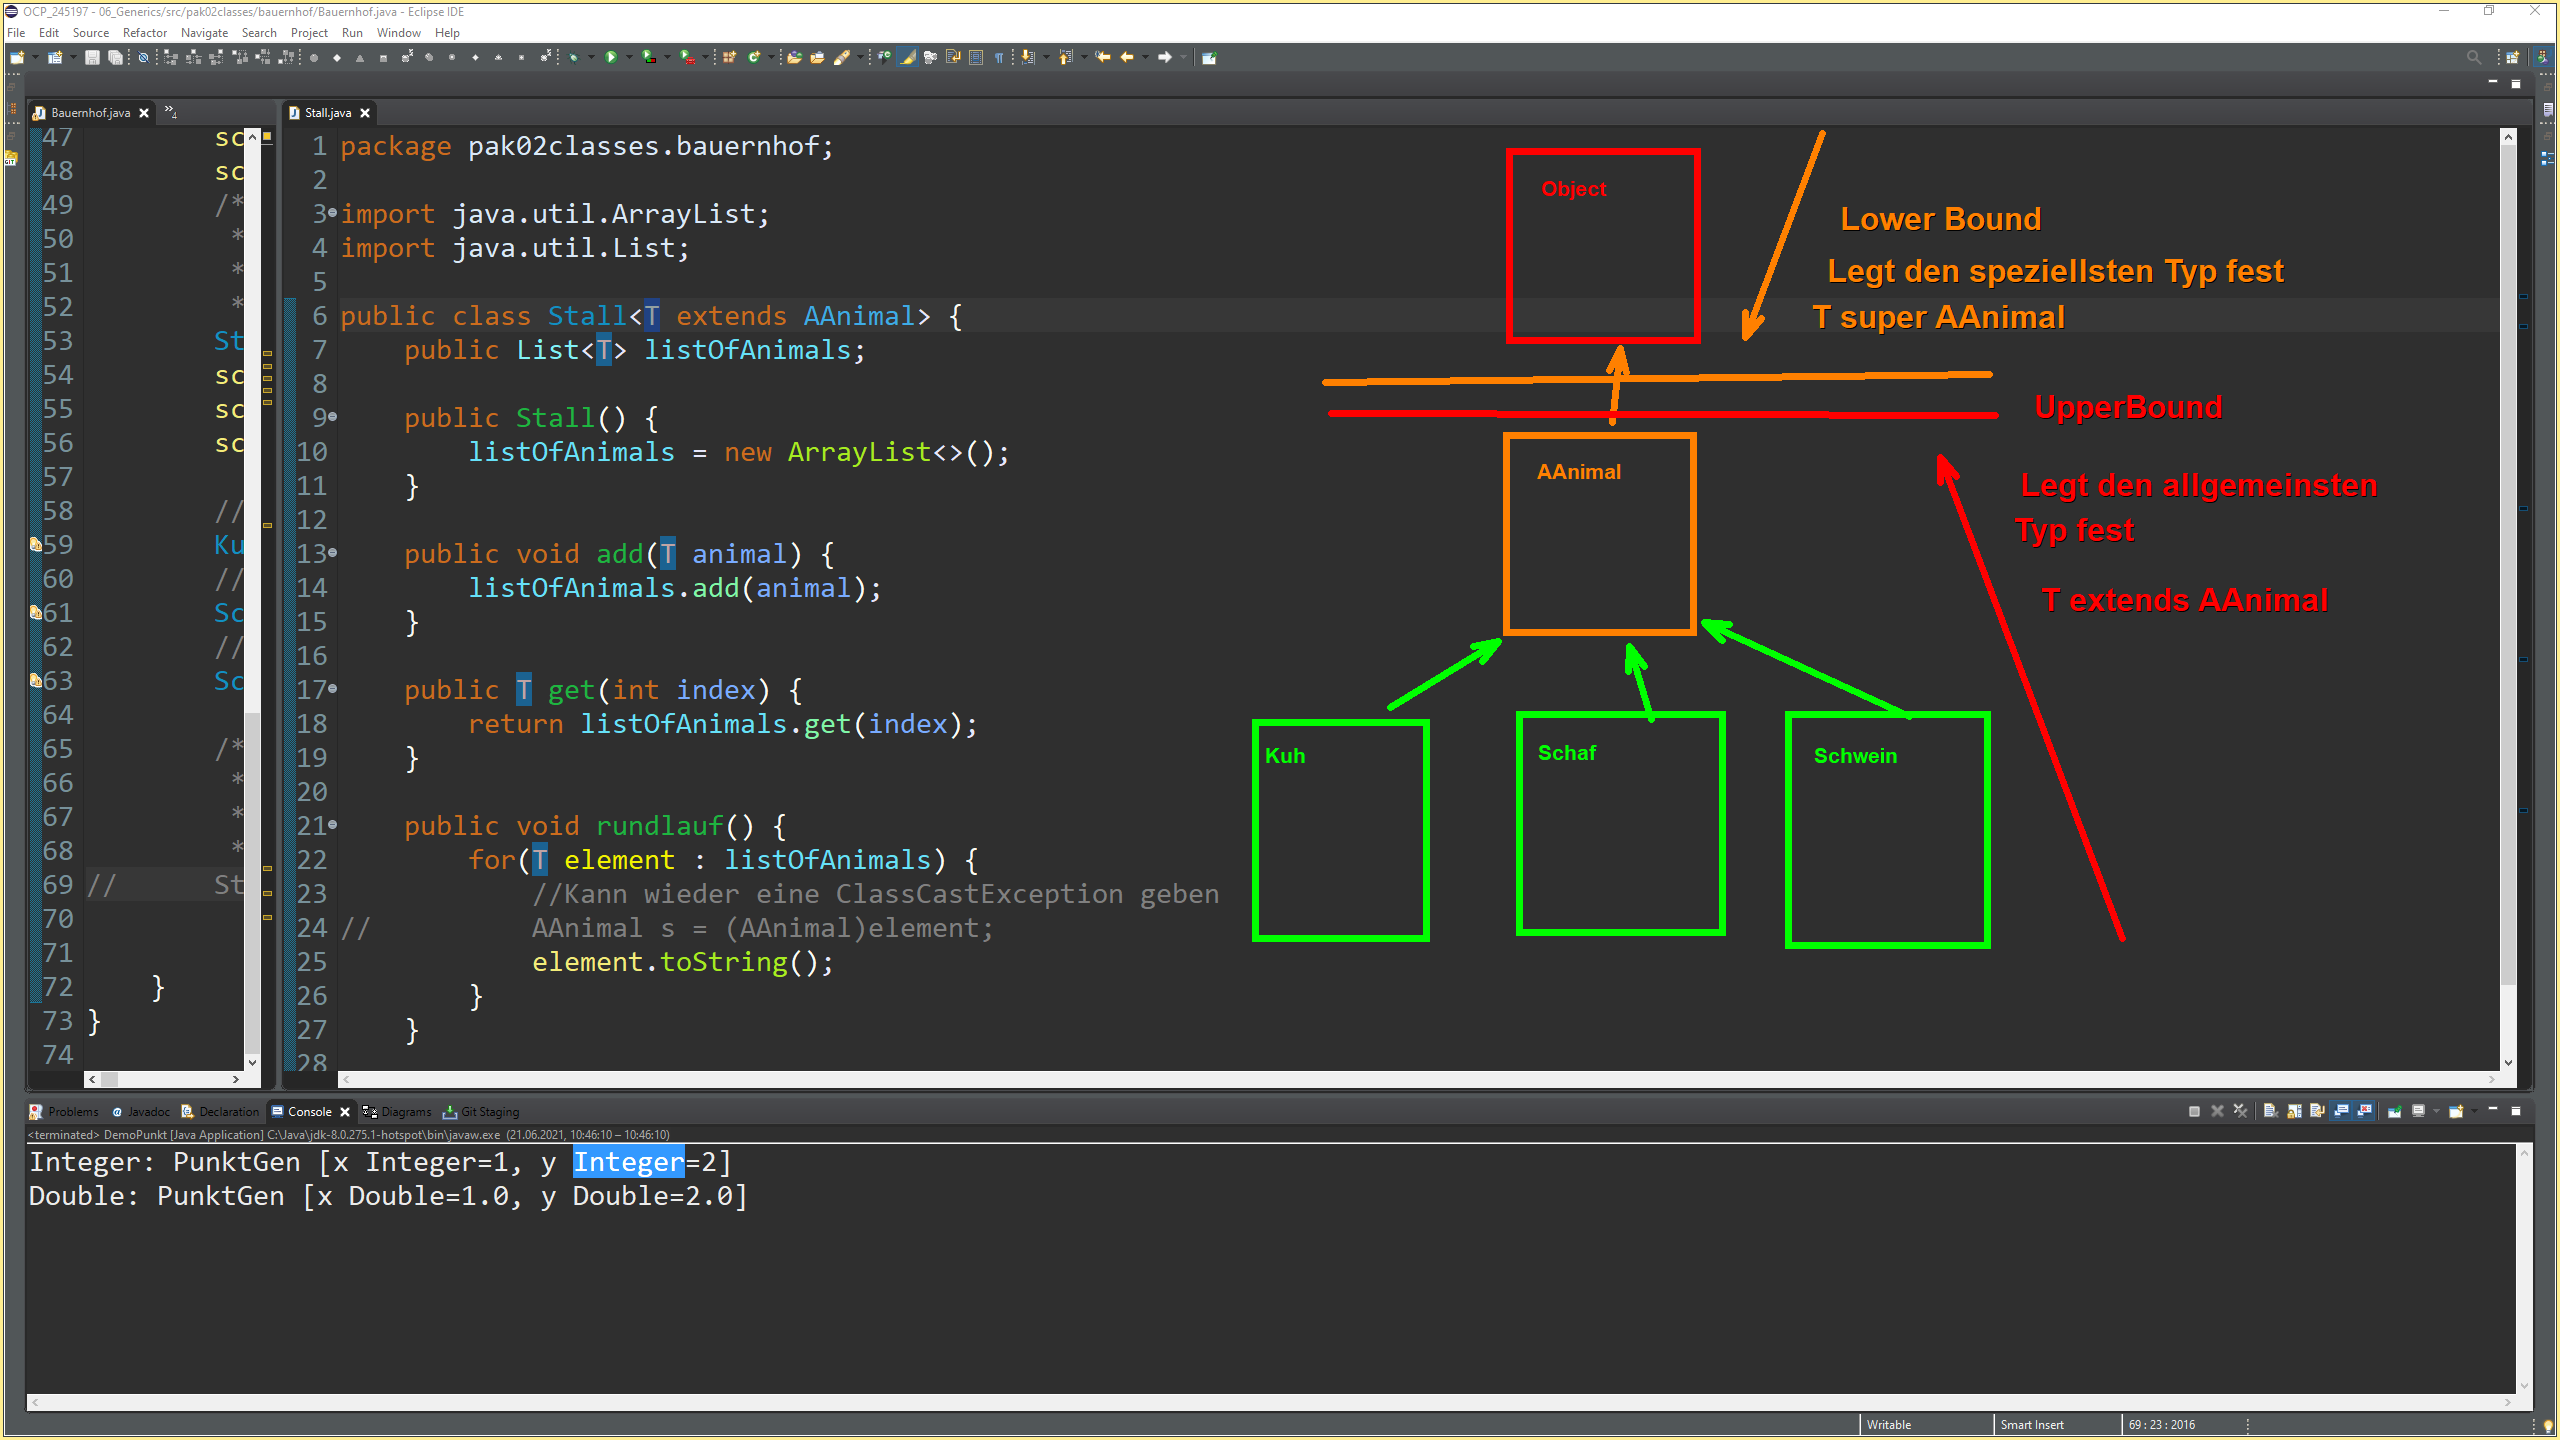 OCP_245197 - 06_Generics/src/pak02classes/bauernhof/Bauernhof.java - Eclipse IDE
File Edit Source Refactor Navigate Search Project Run Window Help
Bauernhof.java
4
Stall.java
47 sc
48 sc
49 /*
50 *
51 *
52 *
53 St
54 sc
55 sc
56 sc
57
58 //
59 Ku
60 //
61 Sc
62 //
63 Sc
64
65 /*
66 *
67 *
68 *
69 // St
70
71
72 }
73 }
74
1 package pak02classes.bauernhof;
2
3 import java.util.ArrayList;
4 import java.util.List;
5
6 public class Stall<T extends AAnimal> {
7 public List<T> listOfAnimals;
8
9 public Stall() {
10 listOfAnimals = new ArrayList<>();
11 }
12
13 public void add(T animal) {
14 listOfAnimals.add(animal);
15 }
16
17 public T get(int index) {
18 return listOfAnimals.get(index);
19 }
20
21 public void rundlauf() {
22 for(T element : listOfAnimals) {
23 //Kann wieder eine ClassCastException geben
24 // AAnimal s = (AAnimal)element;
25 element.toString();
26 }
27 }
28
Object
Lower Bound
Legt den speziellsten Typ fest
T super AAnimal
UpperBound
AAnimal
Legt den allgemeinsten
Typ fest
T extends AAnimal
Kuh
Schaf
Schwein
Problems Javadoc Declaration Console Diagrams Git Staging
<terminated> DemoPunkt [Java Application] C:\Java\jdk-8.0.275.1-hotspot\bin\javaw.exe (21.06.2021, 10:46:10 – 10:46:10)
Integer: PunktGen [x Integer=1, y Integer=2]
Double: PunktGen [x Double=1.0, y Double=2.0]
Writable Smart Insert 69 : 23 : 2016